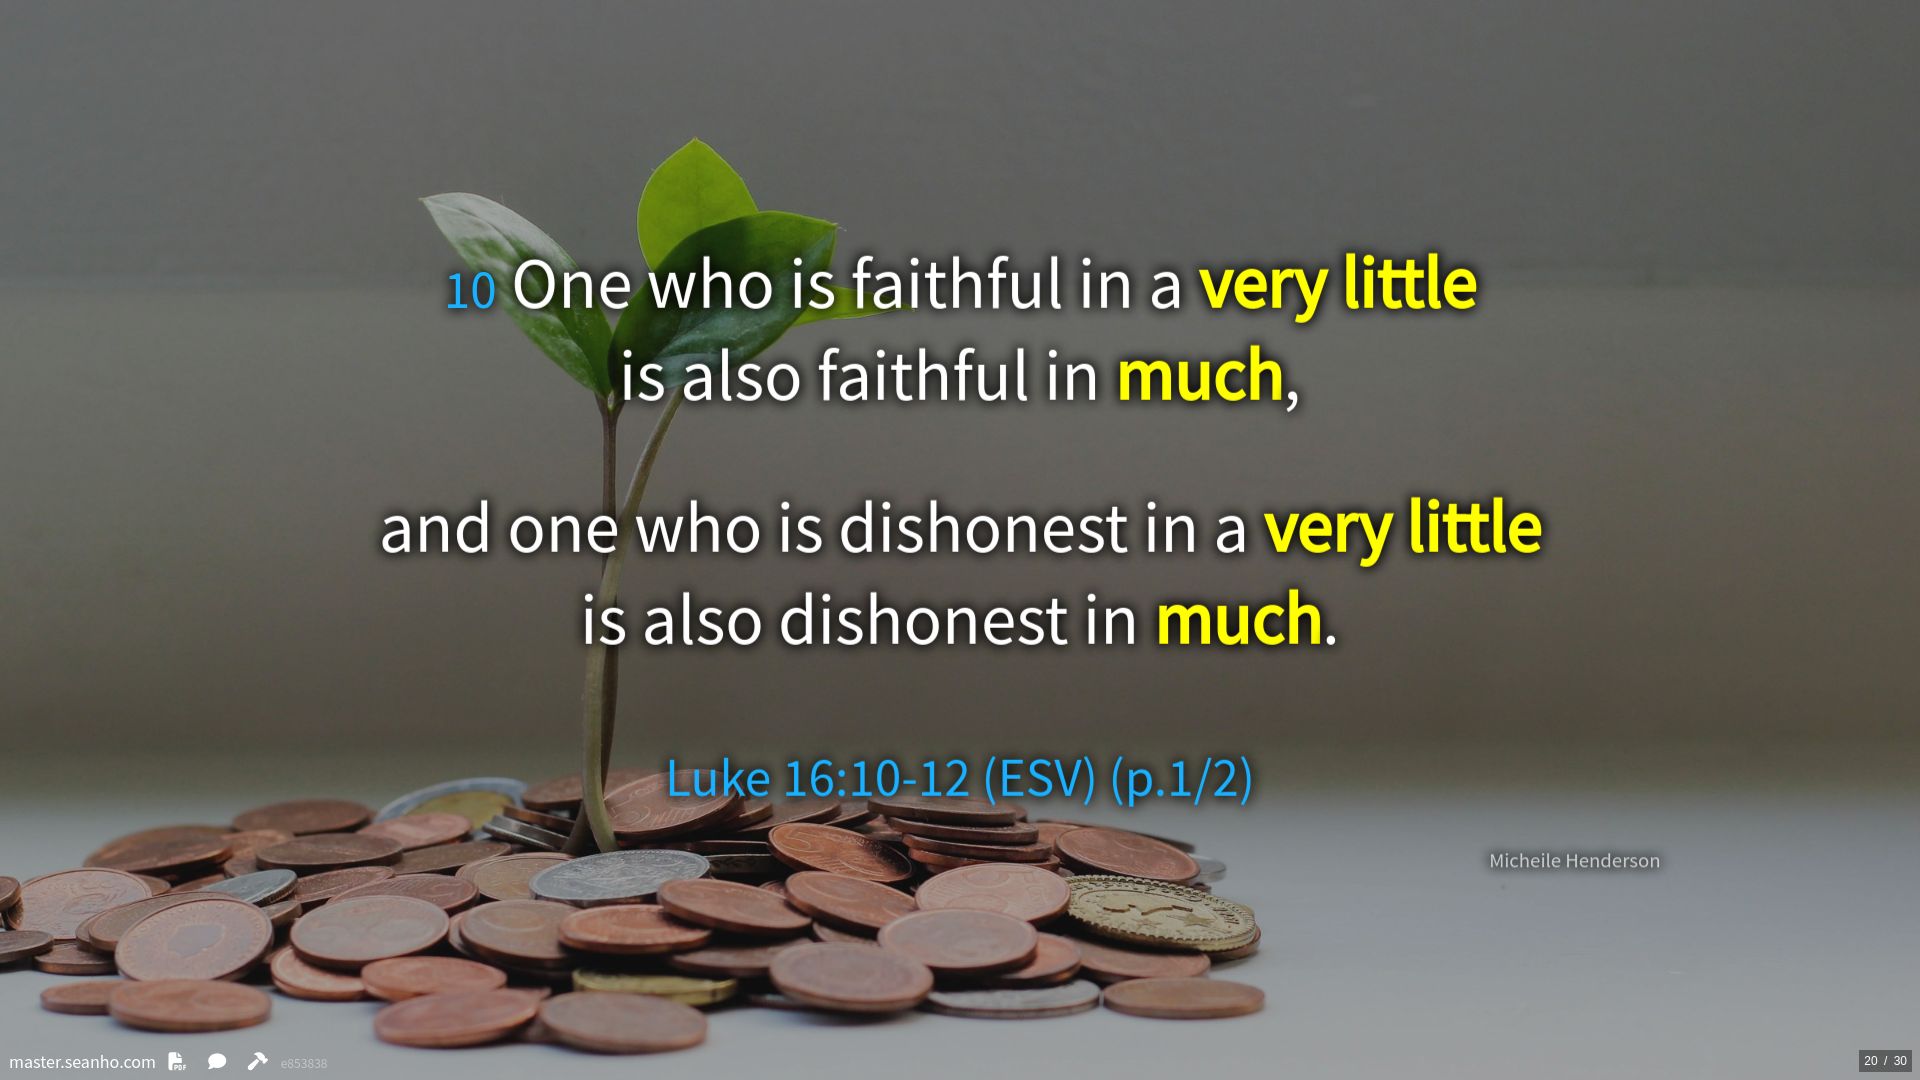 10 One who is faithful in a very little
is also faithful in much,
and one who is dishonest in a very little
is also dishonest in much.
Luke 16:10-12 (ESV) (p.1/2)
Micheile Henderson
master.seanho.com PDF e853838
20 / 30